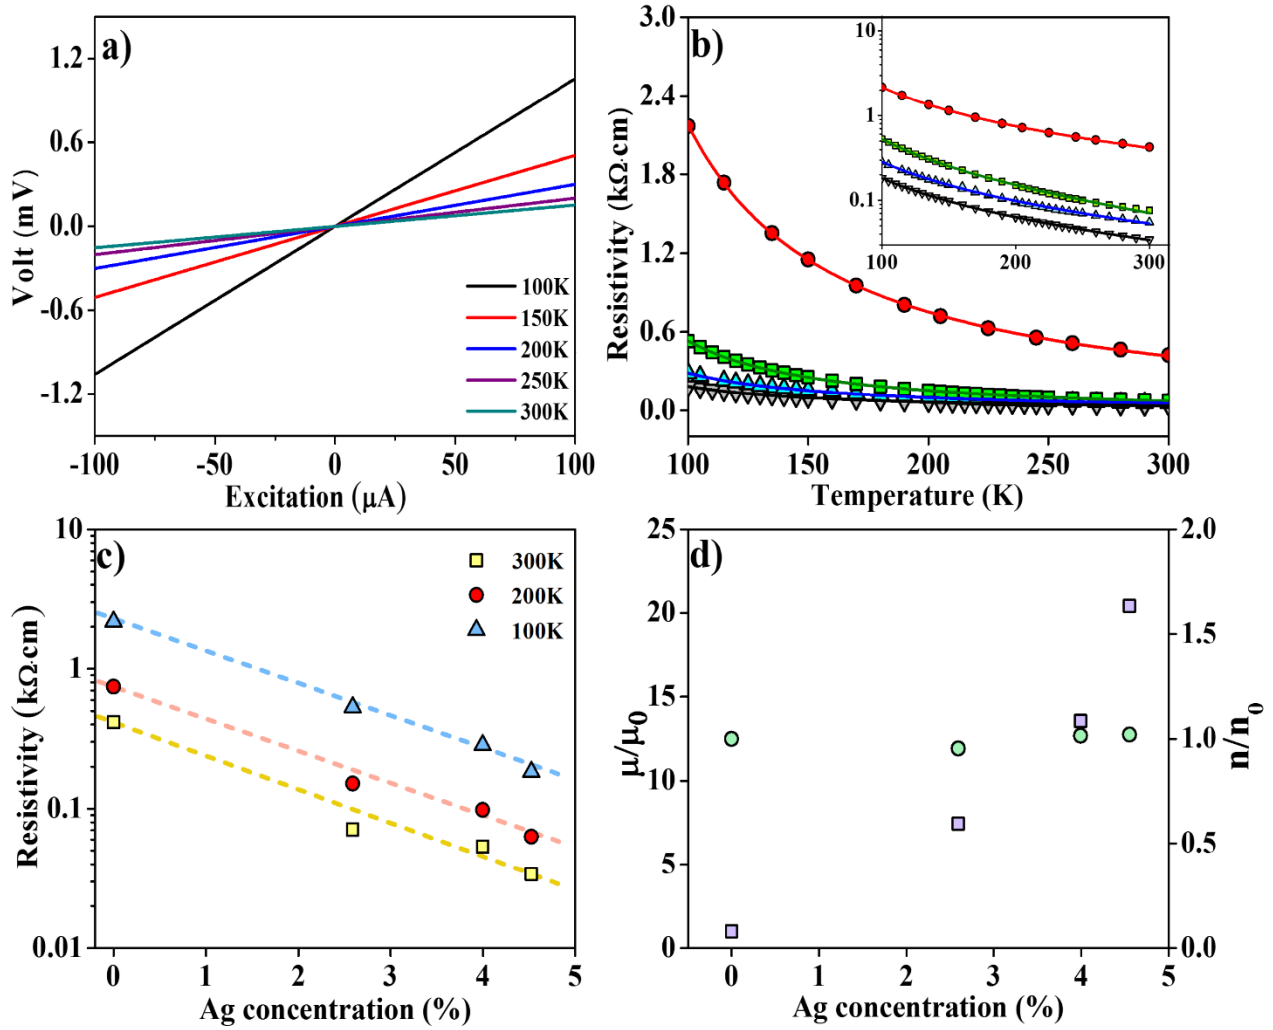 a)
1.2
0.6
0.0
-0.6
-1.2
Volt (mV)
100K
150K
200K
250K
300K
-100
-50
0
50
100
Excitation (μA)
b)
3.0
2.4
1.8
1.2
0.6
0.0
Resistivity (kΩ·cm)
10
1
0.1
100
200
300
100
150
200
250
300
Temperature (K)
c)
10
1
0.1
0.01
Resistivity (kΩ·cm)
300K
200K
100K
0
1
2
3
4
5
Ag concentration (%)
d)
25
20
15
10
5
0
μ/μ0
2.0
1.5
1.0
0.5
0.0
n/n0
0
1
2
3
4
5
Ag concentration (%)